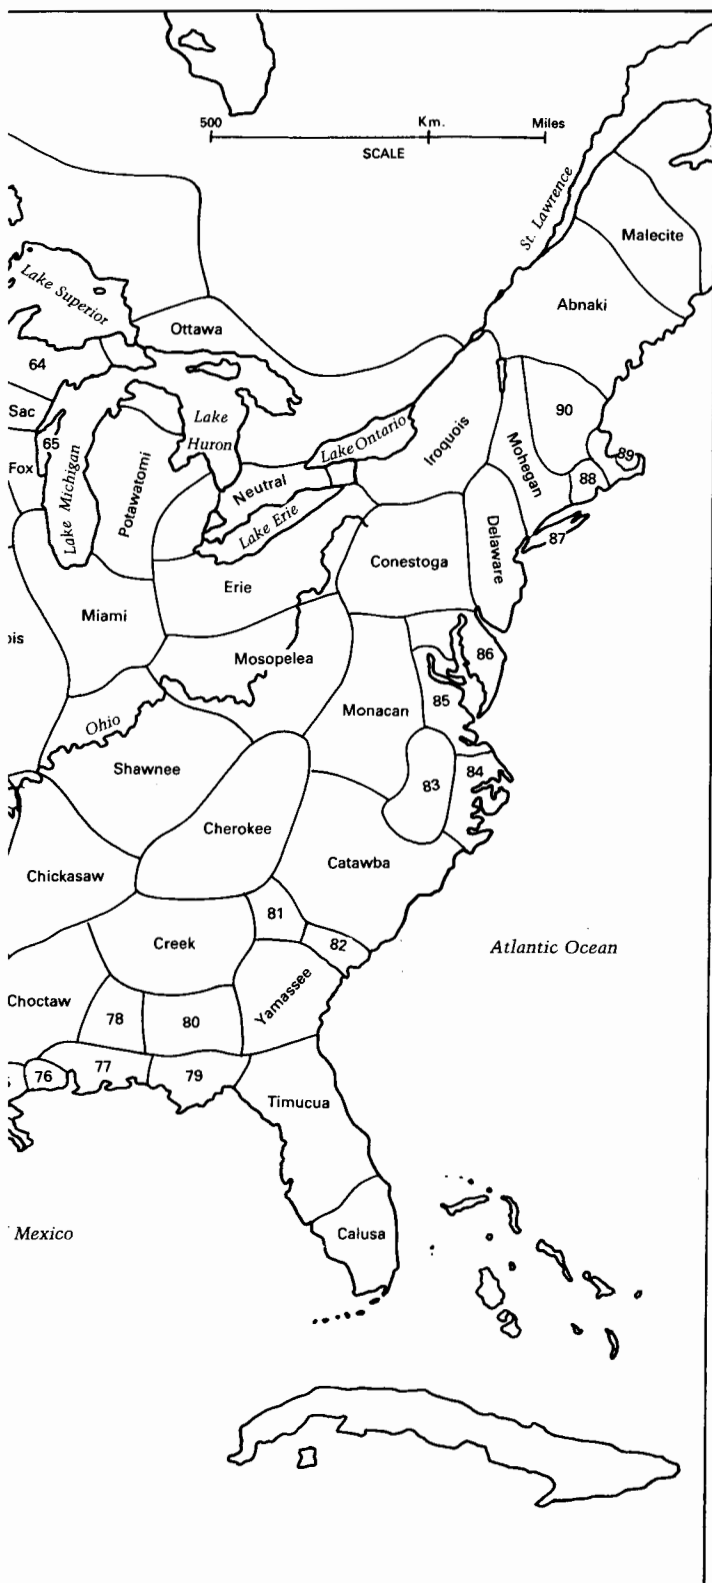 500
Km.
Miles
SCALE
St. Lawrence
Malecite
Lake Superior
Abnaki
Ottawa
64
Sac
90
Lake
Huron
Lake Ontario
Iroquois
65
89
Fox
Lake Michigan
Potawatomi
Neutral
Mohegan
88
Lake Erie
87
Conestoga
Delaware
Erie
Miami
ois
Mosopelea
86
85
Monacan
Ohio
Shawnee
83
84
Cherokee
Catawba
Chickasaw
81
Creek
82
Atlantic Ocean
Choctaw
78
80
Yamassee
76
77
79
Timucua
Mexico
Calusa